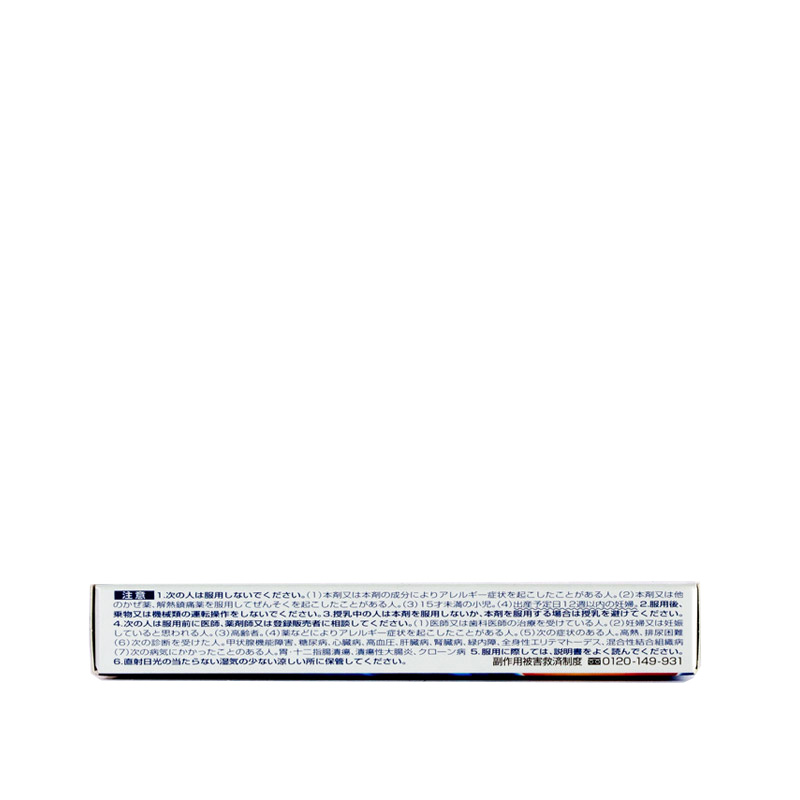 注意 1.次の人は服用しないでください。(1)本剤又は本剤の成分によりアレルギー症状を起こしたことがある人。(2)本剤又は他
のかぜ薬、解熱鎮痛薬を服用してぜんそくを起こしたことがある人。(3)15才未満の小児。(4)出産予定日12週以内の妊婦。2.服用後、
乗物又は機械類の運転操作をしないでください。3.授乳中の人は本剤を服用しないか、本剤を服用する場合は授乳を避けてください。
4.次の人は服用前に医師、薬剤師又は登録販売者に相談してください。(1)医師又は歯科医師の治療を受けている人。(2)妊婦又は妊娠
していると思われる人。(3)高齢者。(4)薬などによりアレルギー症状を起こしたことがある人。(5)次の症状のある人。高熱、排尿困難
(6)次の診断を受けた人。甲状腺機能障害、糖尿病、心臓病、高血圧、肝臓病、腎臓病、緑内障、全身性エリテマトーデス、混合性結合組織病
(7)次の病気にかかったことのある人。胃・十二指腸潰瘍、潰瘍性大腸炎、クローン病 5.服用に際しては、説明書をよく読んでください。
6.直射日光の当たらない湿気の少ない涼しい所に保管してください。 副作用被害救済制度 0120-149-931